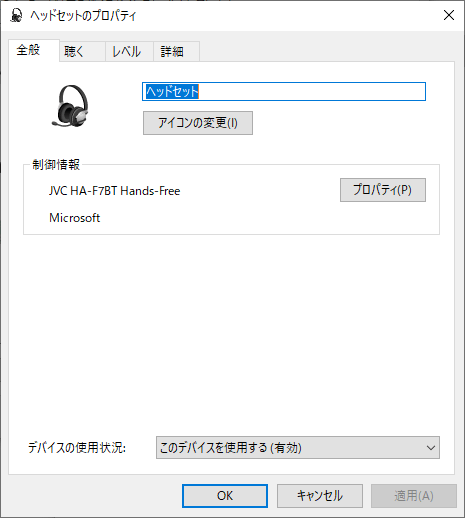 ヘッドセットのプロパティ
全般 聴く レベル 詳細
ヘッドセット
アイコンの変更(I)
制御情報
JVC HA-F7BT Hands-Free プロパティ(P)
Microsoft
デバイスの使用状況: このデバイスを使用する (有効)
OK キャンセル 適用(A)